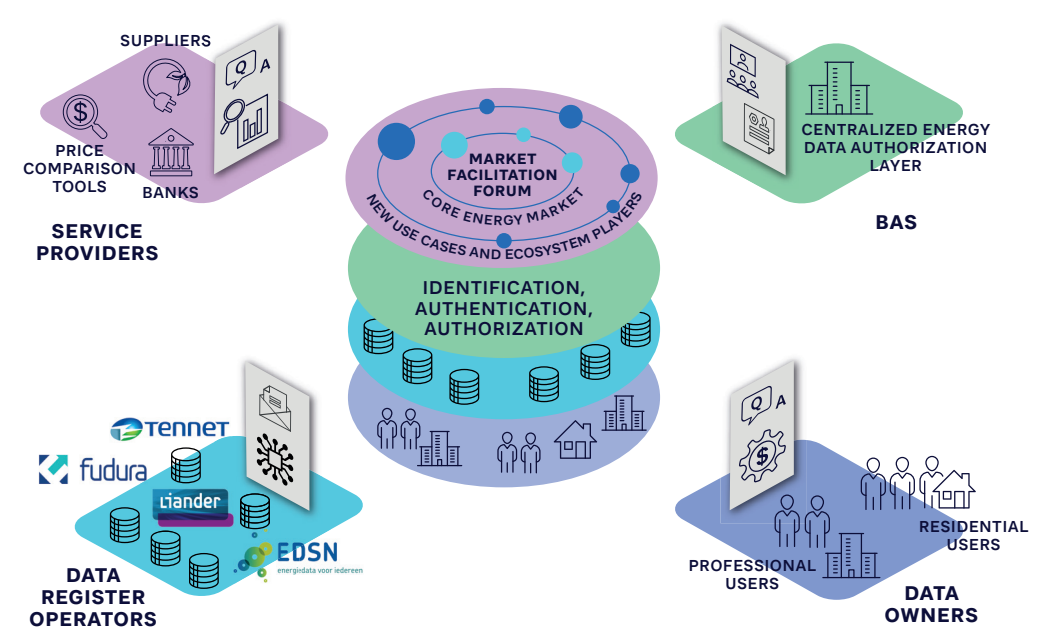 SUPPLIERS
Q A
PRICE
COMPARISON
TOOLS
BANKS
SERVICE
PROVIDERS
CENTRALIZED ENERGY
DATA AUTHORIZATION
LAYER
BAS
MARKET
FACILITATION
FORUM
CORE ENERGY MARKET
NEW USE CASES AND ECOSYSTEM PLAYERS
IDENTIFICATION,
AUTHENTICATION,
AUTHORIZATION
TENNET
fudura
Liander
EDSN
energiedata voor iedereen
DATA
REGISTER
OPERATORS
Q A
$
RESIDENTIAL
USERS
PROFESSIONAL
USERS
DATA
OWNERS
$